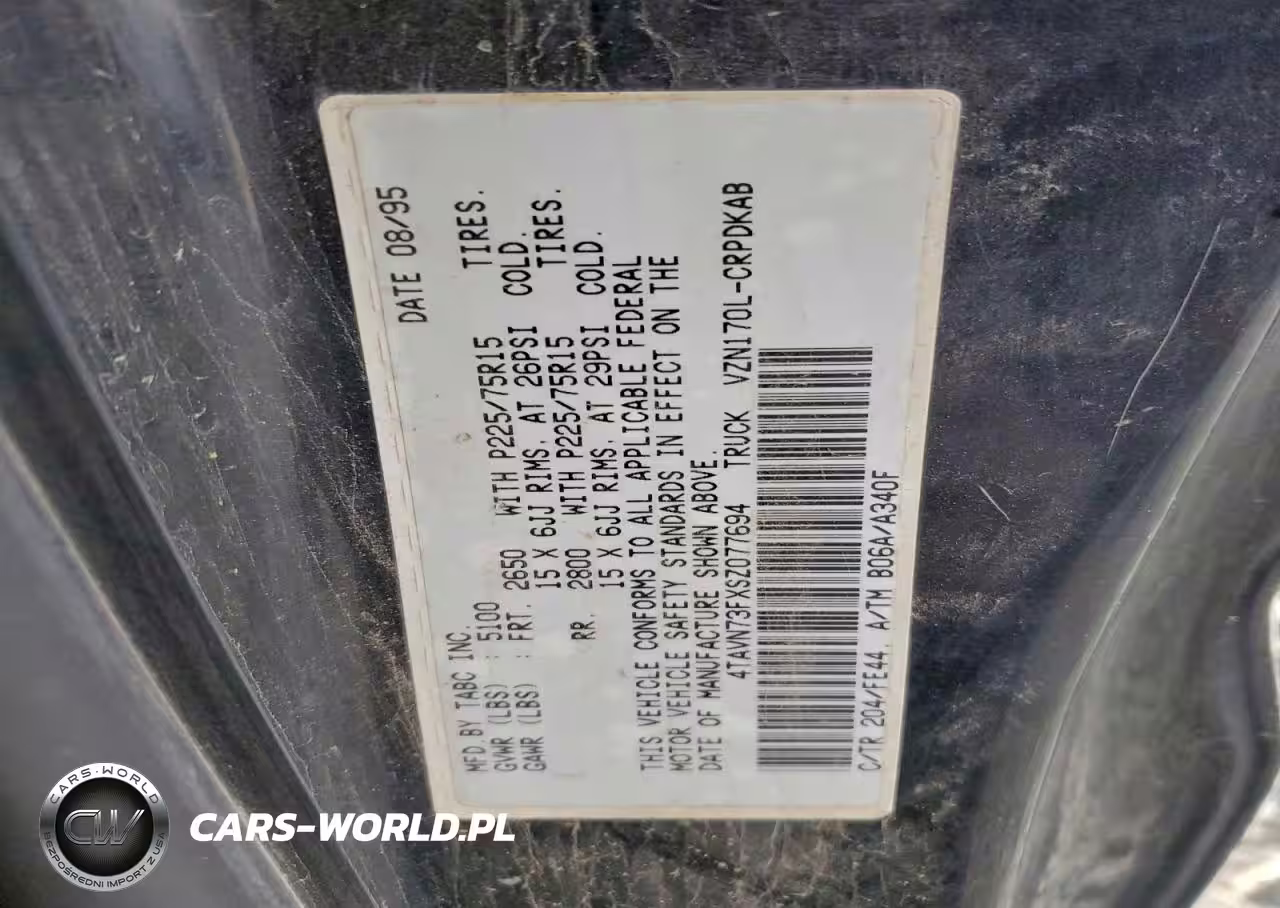 DATE 08/95
MFD.BY TABC INC.
GVWR (LBS) : 5100
GAWR (LBS) : FRT. 2650 WITH P225/75R15 TIRES.
15 X 6JJ RIMS, AT 26PSI COLD.
RR. 2800 WITH P225/75R15 TIRES.
15 X 6JJ RIMS, AT 29PSI COLD.
THIS VEHICLE CONFORMS TO ALL APPLICABLE FEDERAL
MOTOR VEHICLE SAFETY STANDARDS IN EFFECT ON THE
DATE OF MANUFACTURE SHOWN ABOVE.
4TAVN73FXSZ077694 TRUCK VZN170L-CRPDKAB
C/TR 204/FE44, A/TM B06A/A340F
CARS-WORLD
CW
BEZPOŚREDNI IMPORT Z USA
CARS-WORLD.PL